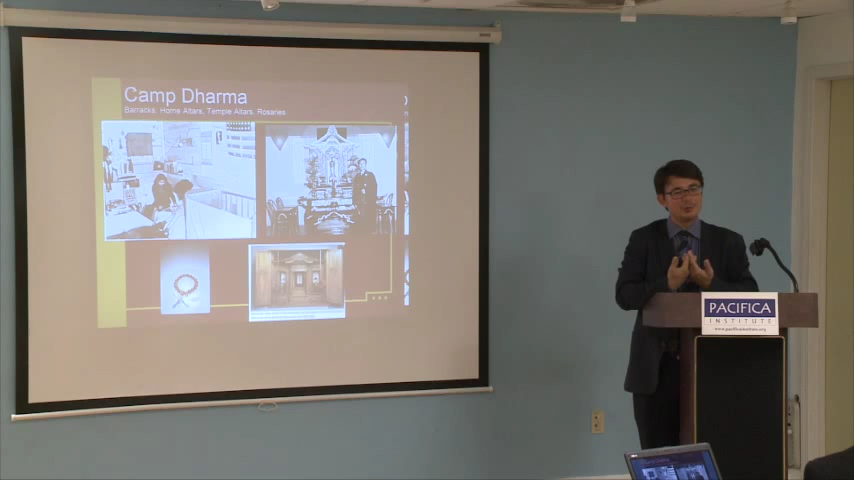 Camp Dharma
Barracks, Home Altars, Temple Altars, Rosaries
PACIFICA
INSTITUTE
www.pacificainstitute.org